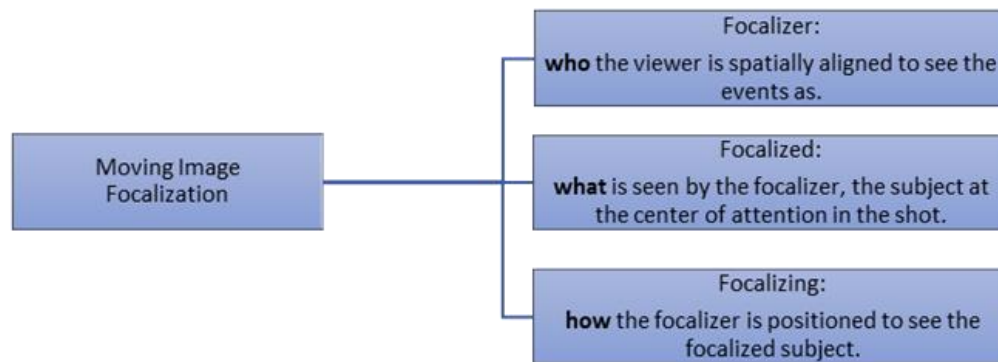 Moving Image
Focalization
Focalizer:
who the viewer is spatially aligned to see the
events as.
Focalized:
what is seen by the focalizer, the subject at
the center of attention in the shot.
Focalizing:
how the focalizer is positioned to see the
focalized subject.